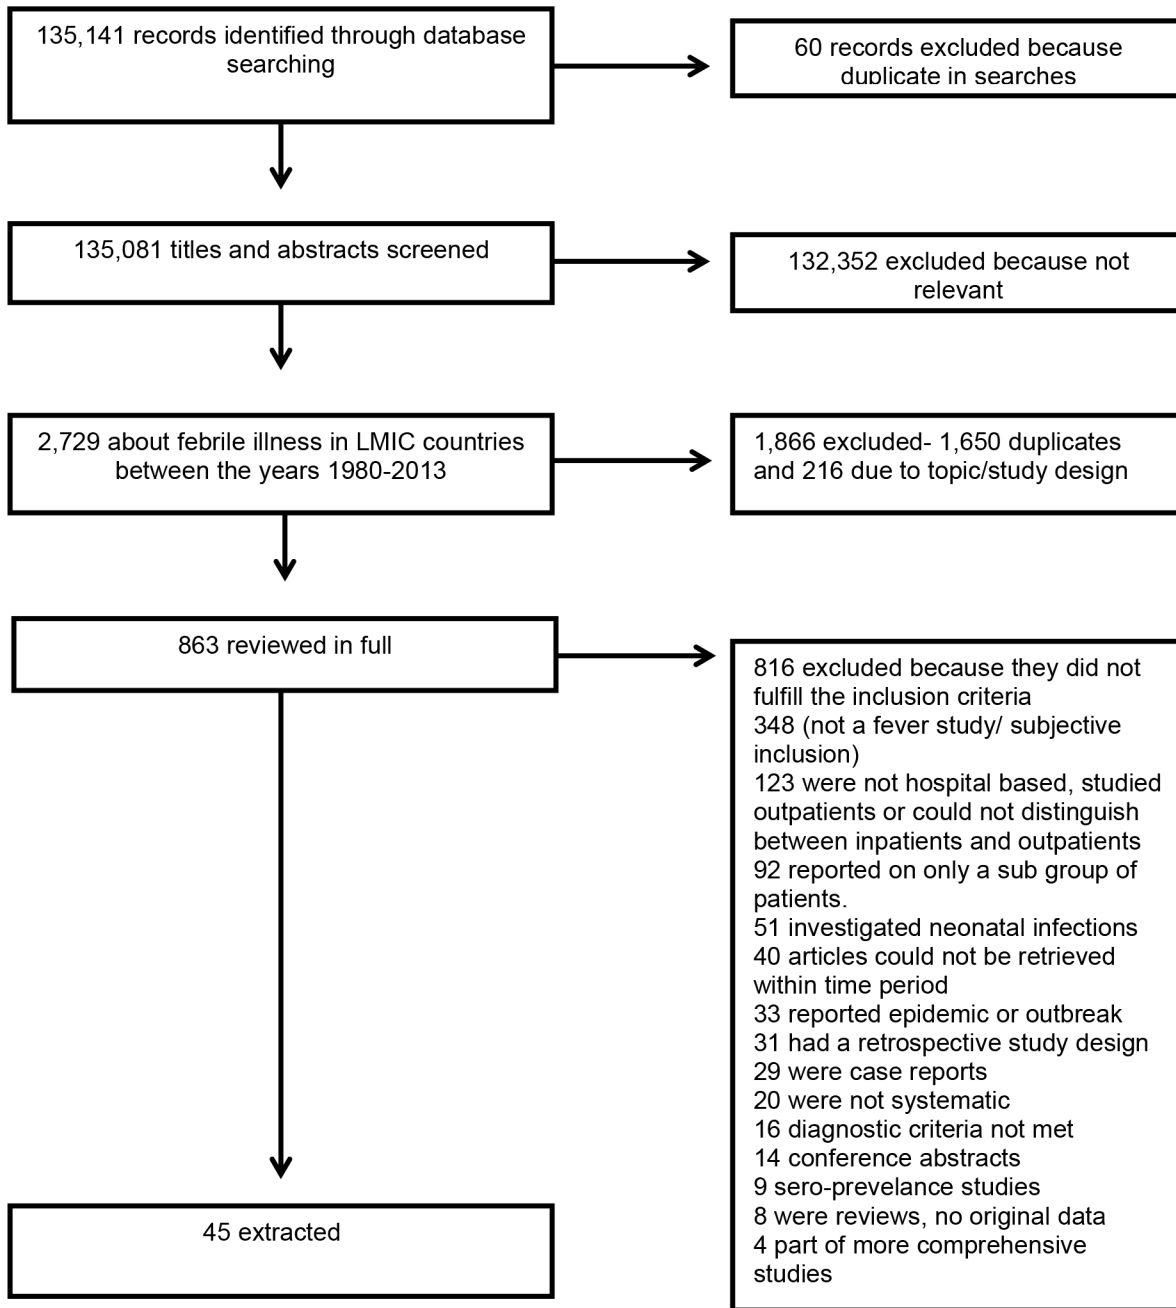 135,141 records identified through database
searching
60 records excluded because
duplicate in searches
135,081 titles and abstracts screened
132,352 excluded because not
relevant
2,729 about febrile illness in LMIC countries
between the years 1980-2013
1,866 excluded- 1,650 duplicates
and 216 due to topic/study design
863 reviewed in full
816 excluded because they did not
fulfill the inclusion criteria
348 (not a fever study/ subjective
inclusion)
123 were not hospital based, studied
outpatients or could not distinguish
between inpatients and outpatients
92 reported on only a sub group of
patients.
51 investigated neonatal infections
40 articles could not be retrieved
within time period
33 reported epidemic or outbreak
31 had a retrospective study design
29 were case reports
20 were not systematic
16 diagnostic criteria not met
14 conference abstracts
9 sero-prevelance studies
8 were reviews, no original data
4 part of more comprehensive
studies
45 extracted